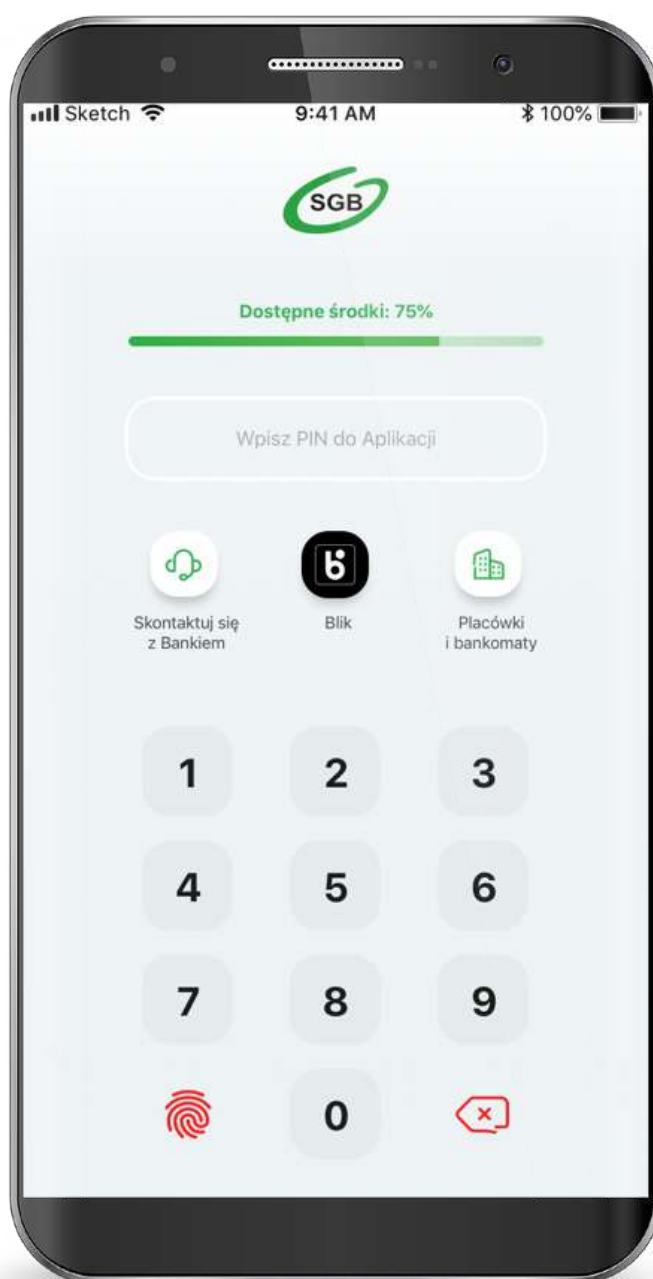 Sketch 9:41 AM 100%
SGB
Dostępne środki: 75%
Wpisz PIN do Aplikacji
Skontaktuj się
z Bankiem
Blik
Placówki
i bankomaty
1 2 3
4 5 6
7 8 9
0